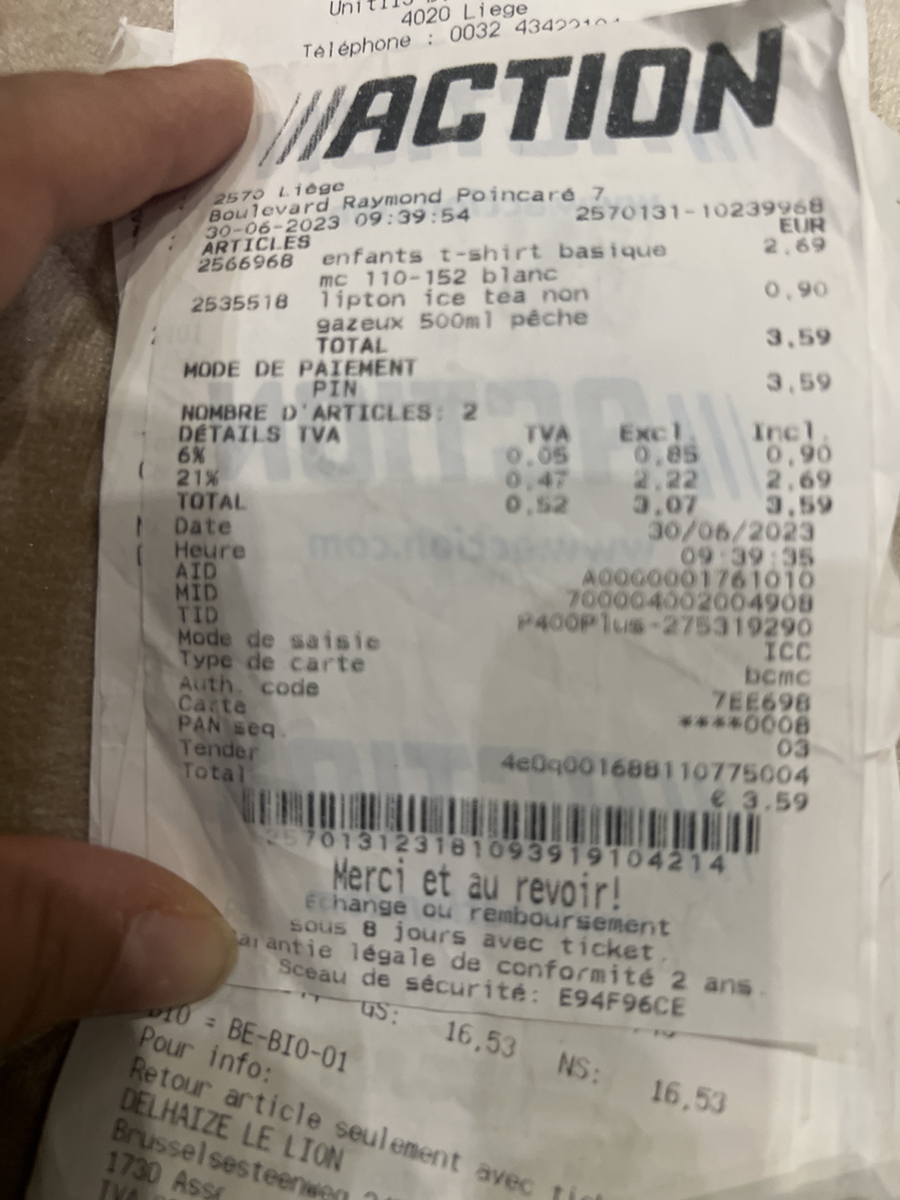 4020 Liege
Téléphone : 0032
ACTION
2570 Liège
Boulevard Raymond Poincaré 7
30-06-2023 09:39:54 2570131-10239968
EUR
ARTICLES
2566968 enfants t-shirt basique 2,69
mc 110-152 blanc
2535518 lipton ice tea non 0,90
gazeux 500ml pêche
TOTAL 3,59
MODE DE PAIEMENT
PIN 3,59
NOMBRE D'ARTICLES: 2
DÉTAILS TVA TVA Excl. Incl.
6% 0,05 0,85 0,90
21% 0,47 2,22 2,69
TOTAL 0,52 3,07 3,59
Date 30/06/2023
Heure 09:39:35
AID A0000001761010
MID 700004002004908
TID P400Plus-275319290
Mode de saisie ICC
Type de carte bcmc
Auth. code 7EE698
Carte ****0008
PAN seq. 03
Tender 4e0q001688110775004
Total € 3.59
257013123181093919104214
Merci et au revoir!
Echange ou remboursement
sous 8 jours avec ticket.
arantie légale de conformité 2 ans.
Sceau de sécurité: E94F96CE
GS: 16,53 NS: 16,53
BIO = BE-BIO-01
Pour info:
Retour article seulement avec
DELHAIZE LE LION
Brusselsesteenweg
1730
TVA